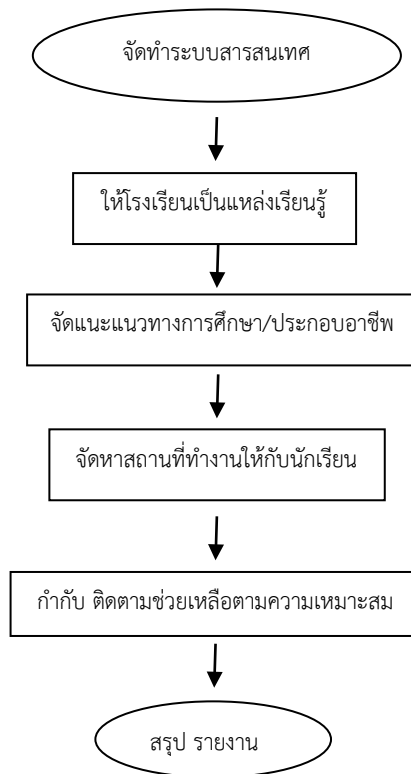 จัดทำระบบสารสนเทศ
ให้โรงเรียนเป็นแหล่งเรียนรู้
จัดแนะแนวทางการศึกษา/ประกอบอาชีพ
จัดหาสถานที่ทำงานให้กับนักเรียน
กำกับ ติดตามช่วยเหลือตามความเหมาะสม
สรุป รายงาน